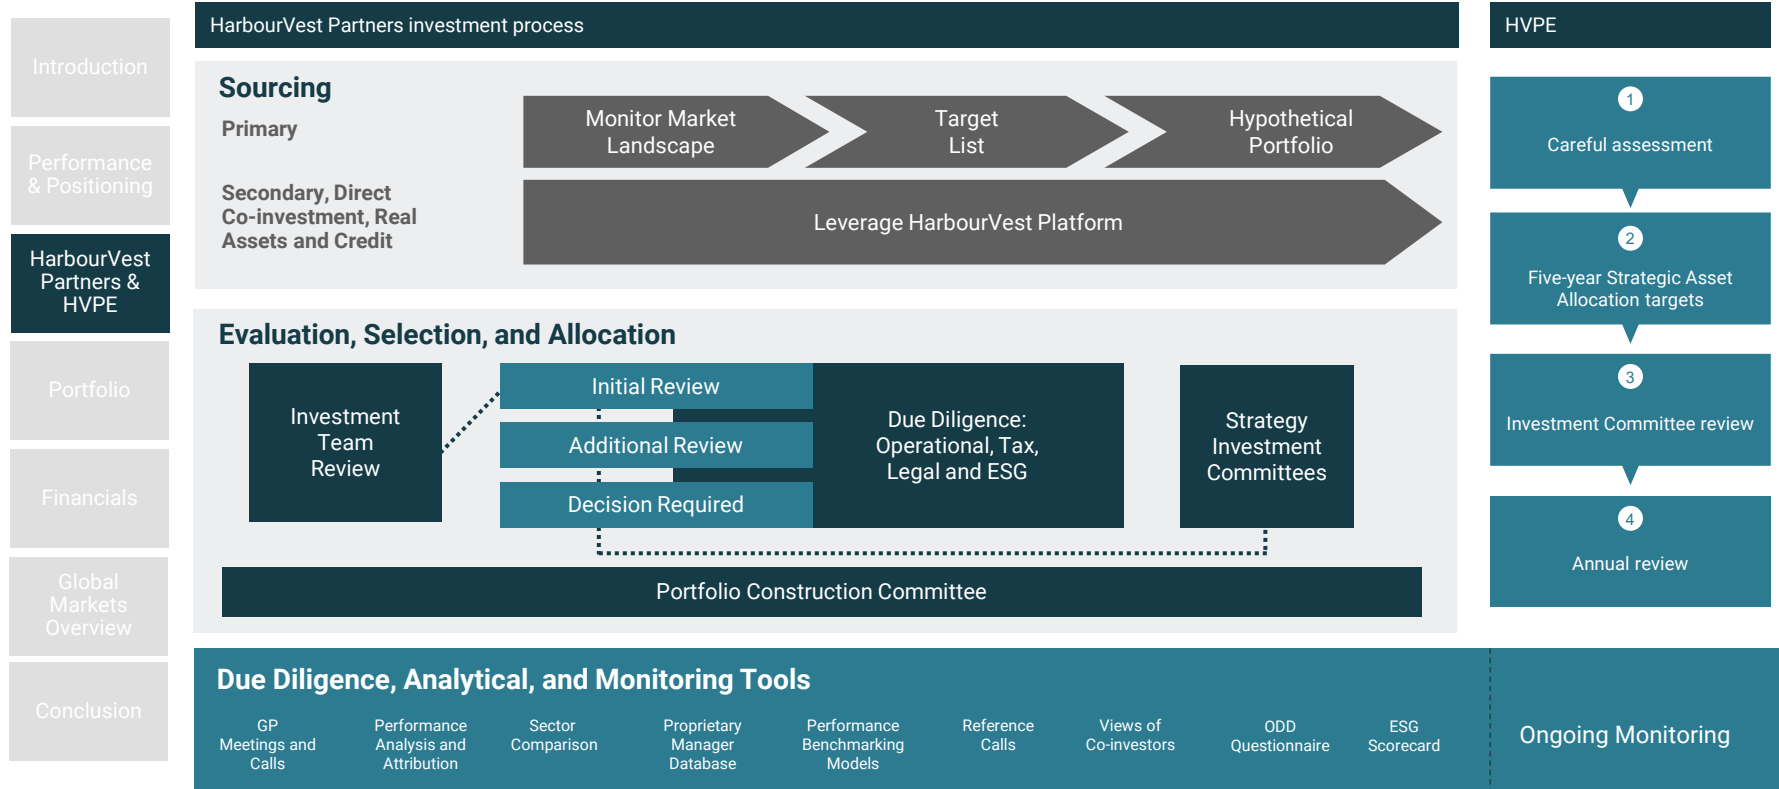 Introduction
Performance
& Positioning
HarbourVest
Partners &
HVPE
Portfolio
Financials
Global
Markets
Overview
Conclusion
HarbourVest Partners investment process
Sourcing
Primary
Monitor Market
Landscape
Target
List
Hypothetical
Portfolio
Secondary, Direct
Co-investment, Real
Assets and Credit
Leverage HarbourVest Platform
Evaluation, Selection, and Allocation
Investment
Team
Review
Initial Review
Additional Review
Decision Required
Due Diligence:
Operational, Tax,
Legal and ESG
Strategy
Investment
Committees
Portfolio Construction Committee
HVPE
1
Careful assessment
2
Five-year Strategic Asset
Allocation targets
3
Investment Committee review
4
Annual review
Due Diligence, Analytical, and Monitoring Tools
GP
Meetings and
Calls
Performance
Analysis and
Attribution
Sector
Comparison
Proprietary
Manager
Database
Performance
Benchmarking
Models
Reference
Calls
Views of
Co-investors
ODD
Questionnaire
ESG
Scorecard
Ongoing Monitoring